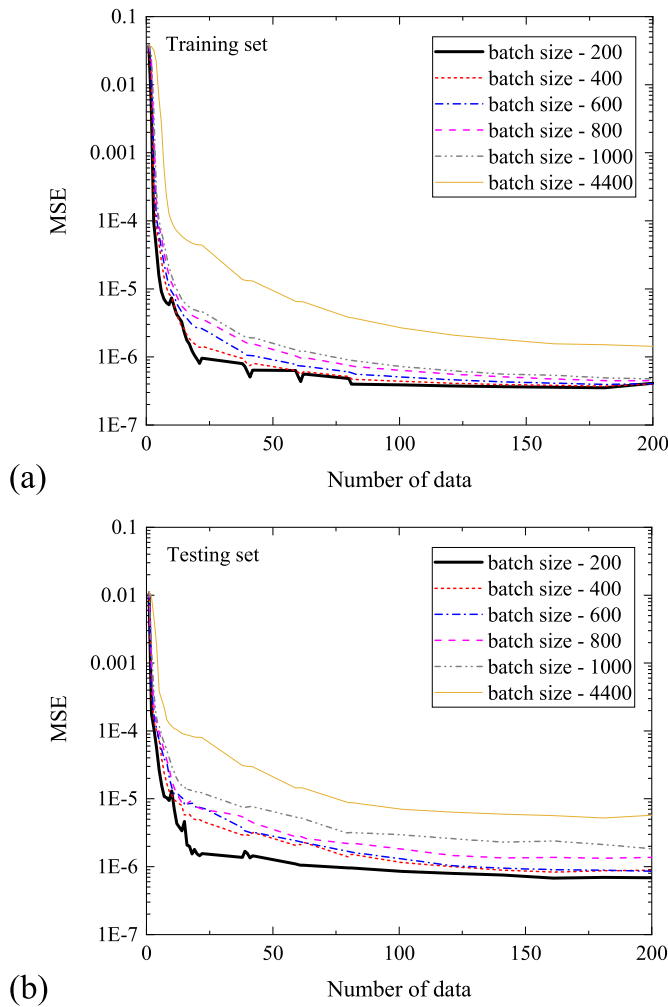 0.1
Training set
0.01
0.001
1E-4
1E-5
1E-6
1E-7
MSE
batch size - 200
batch size - 400
batch size - 600
batch size - 800
batch size - 1000
batch size - 4400
0 50 100 150 200
Number of data
(a)
0.1
Testing set
0.01
0.001
1E-4
1E-5
1E-6
1E-7
MSE
batch size - 200
batch size - 400
batch size - 600
batch size - 800
batch size - 1000
batch size - 4400
0 50 100 150 200
Number of data
(b)